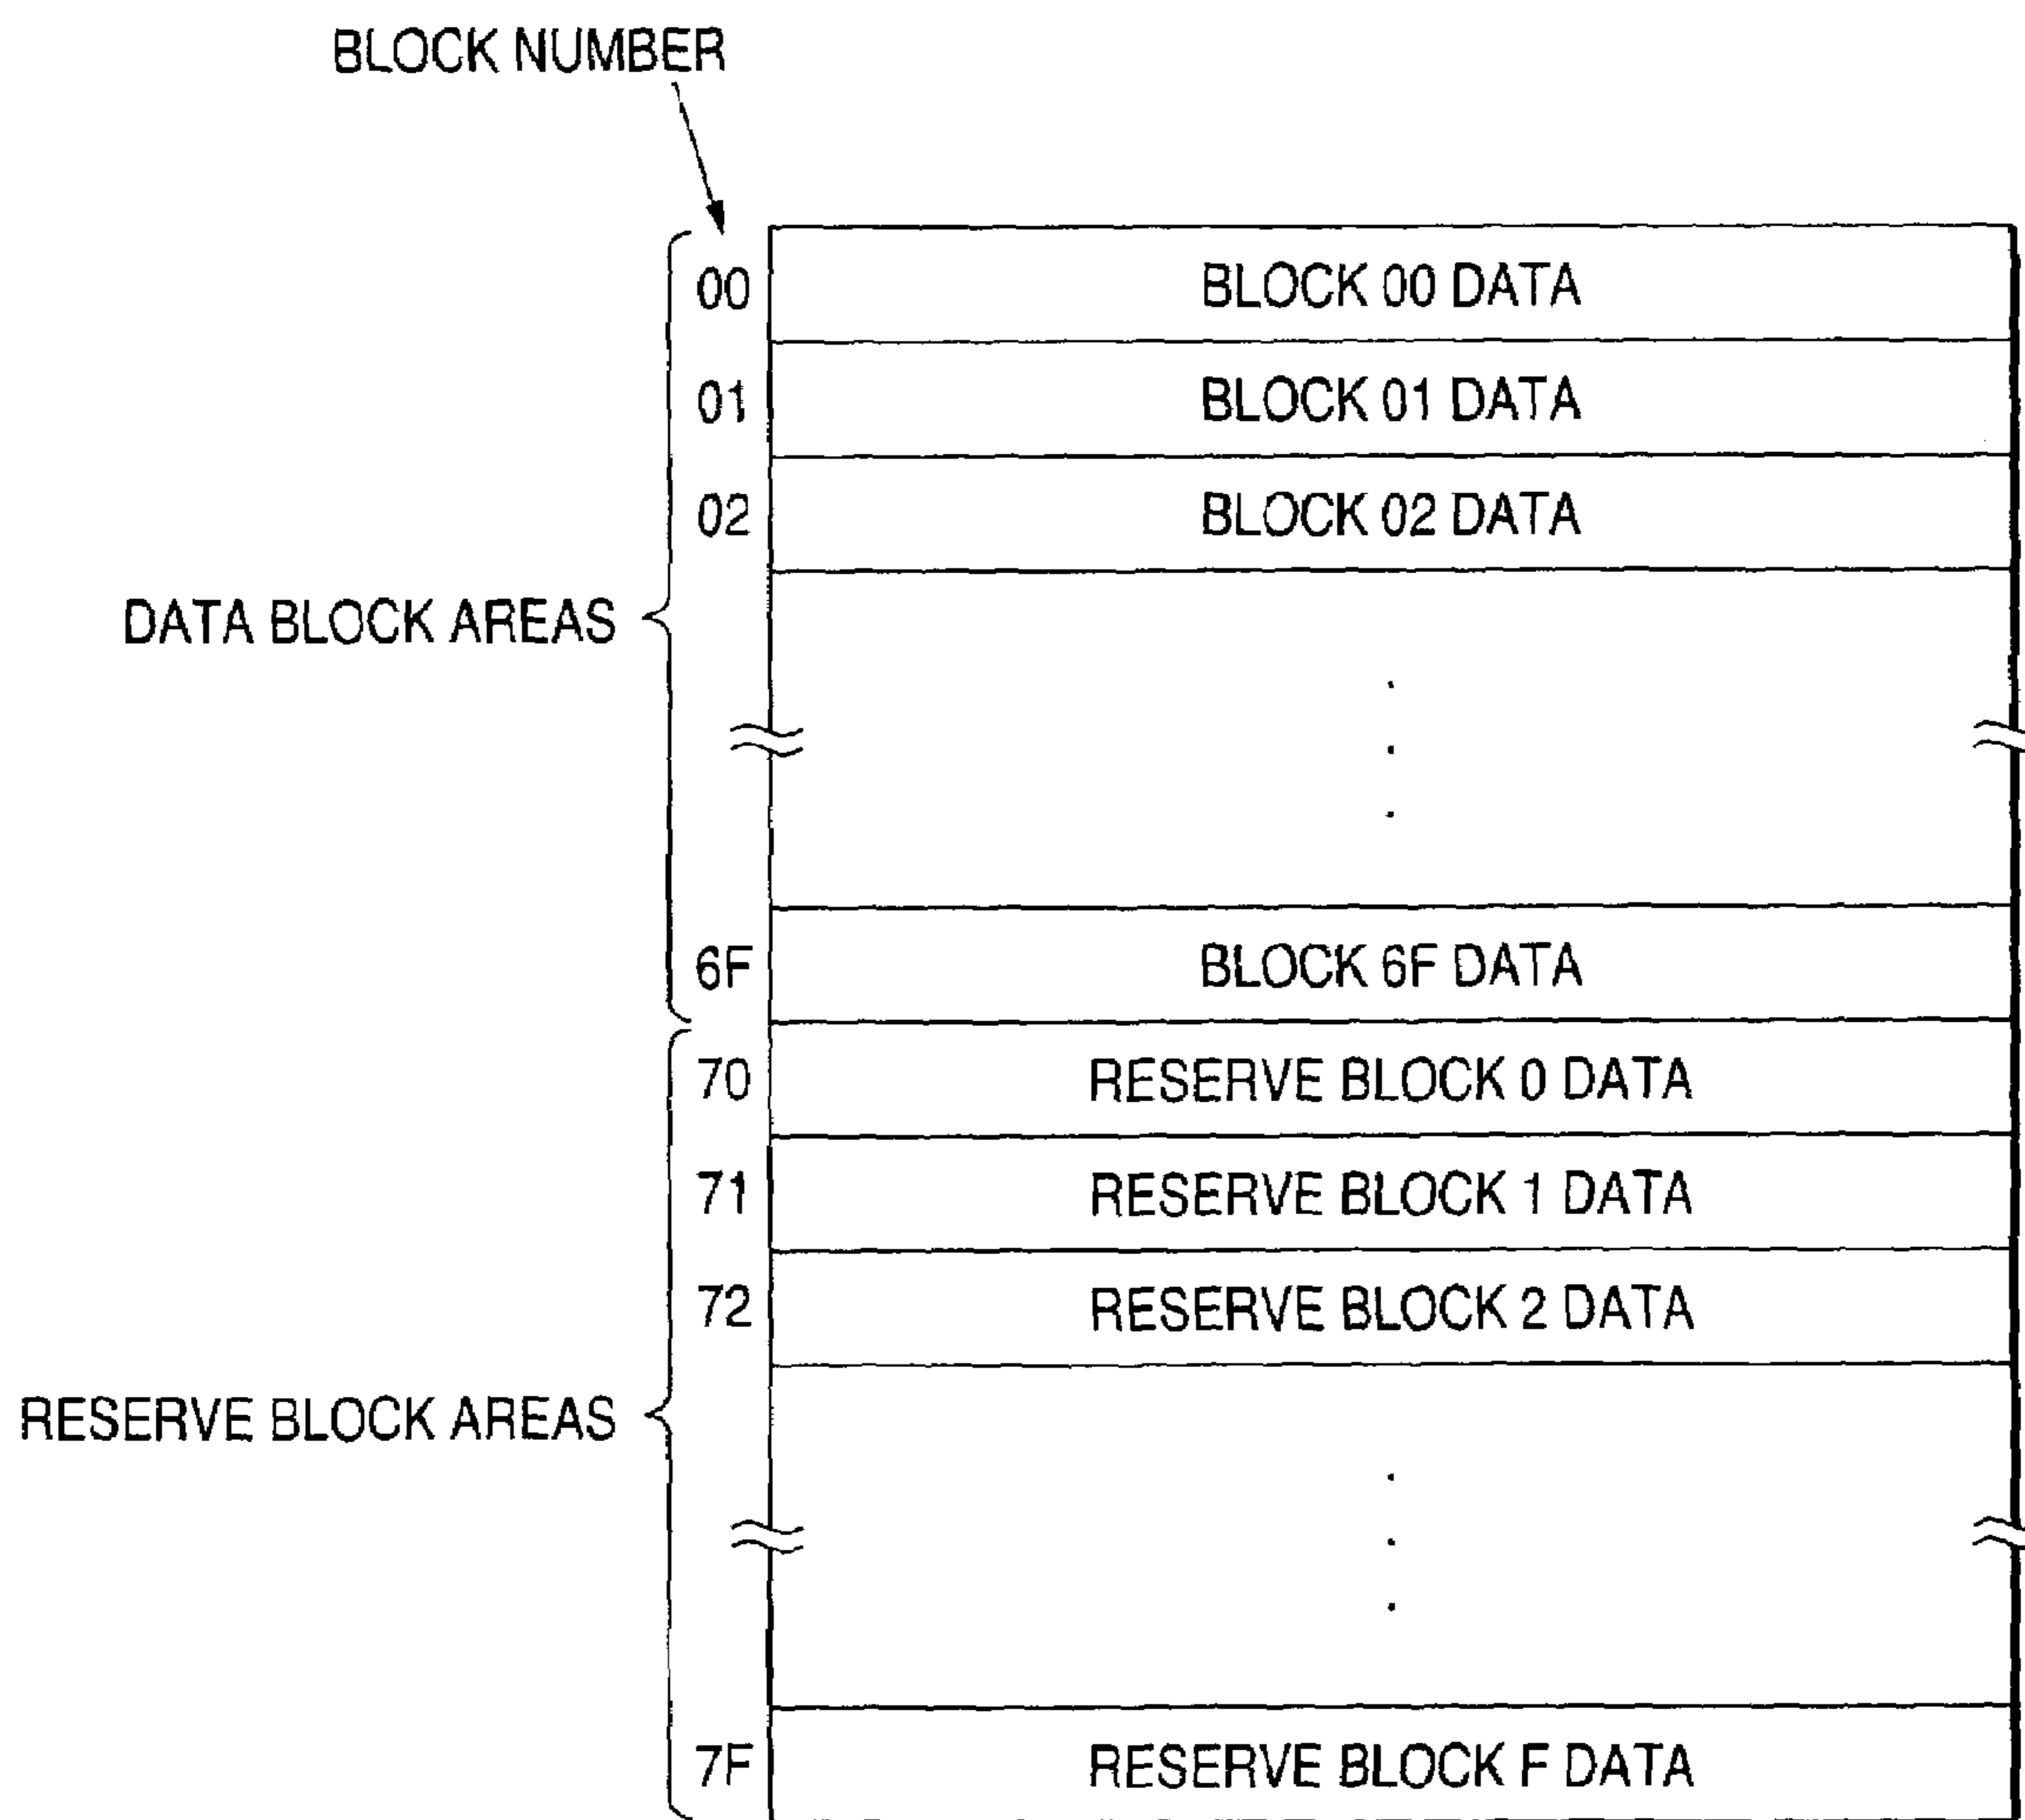 BLOCK NUMBER
00 BLOCK 00 DATA
01 BLOCK 01 DATA
02 BLOCK 02 DATA
DATA BLOCK AREAS
.
.
.
6F BLOCK 6F DATA
70 RESERVE BLOCK 0 DATA
71 RESERVE BLOCK 1 DATA
72 RESERVE BLOCK 2 DATA
RESERVE BLOCK AREAS
.
.
.
7F RESERVE BLOCK F DATA